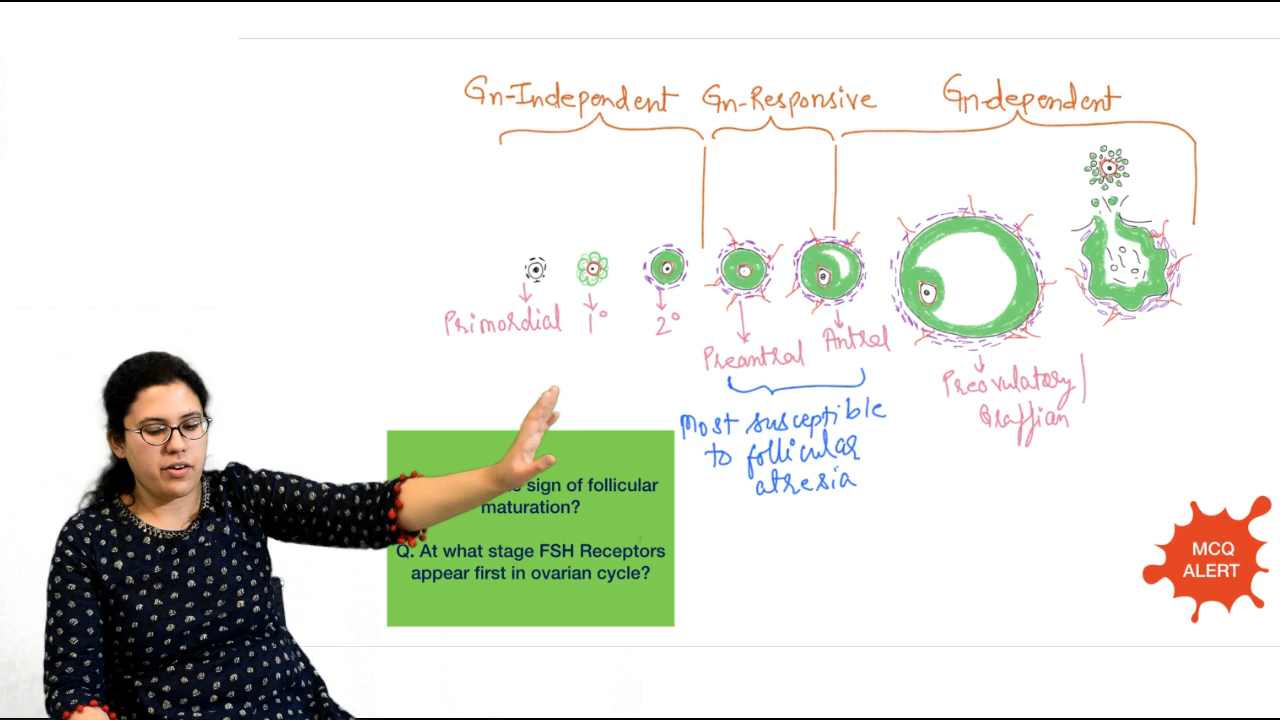 Gn-Independent
Gn-Responsive
Gn-dependent
Primordial
1°
2°
Preantral
Antral
Preovulatory/
Graffian
Most susceptible
to follicular
atresia
sign of follicular
maturation?
Q. At what stage FSH Receptors
appear first in ovarian cycle?
MCQ
ALERT